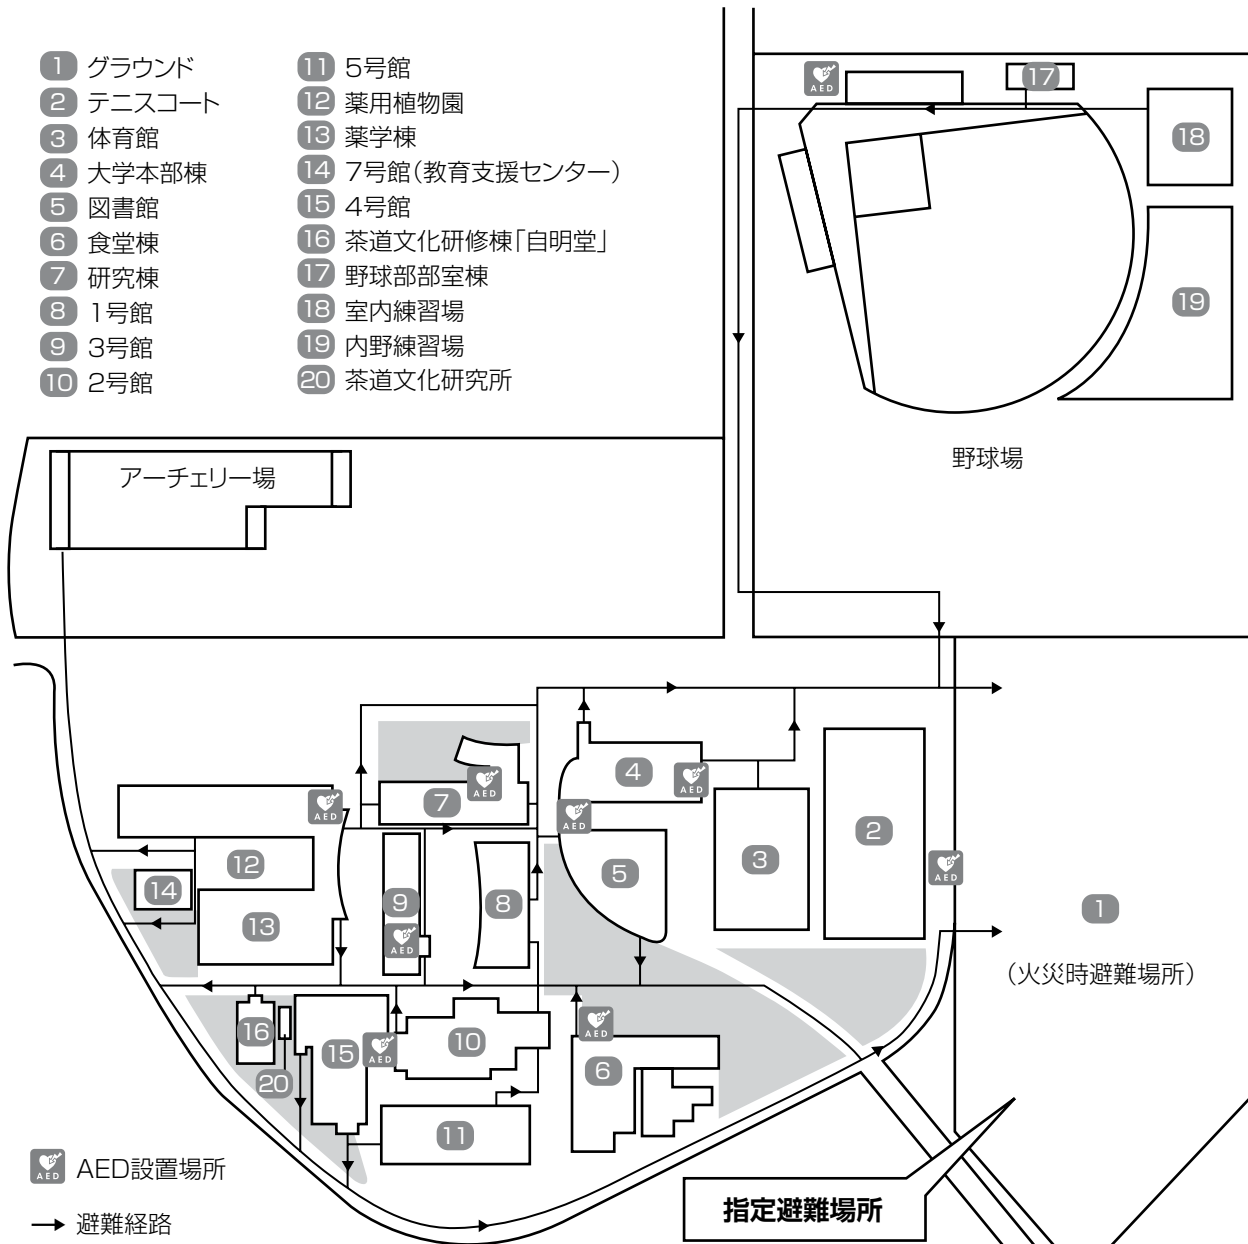 1 グラウンド
2 テニスコート
3 体育館
4 大学本部棟
5 図書館
6 食堂棟
7 研究棟
8 1号館
9 3号館
10 2号館
11 5号館
12 薬用植物園
13 薬学棟
14 7号館(教育支援センター)
15 4号館
16 茶道文化研修棟「自明堂」
17 野球部部室棟
18 室内練習場
19 内野練習場
20 茶道文化研究所
AED
17
18
19
野球場
アーチェリー場
4
AED
AED
7
AED
AED
2
3
5
AED
12
14
13
9
8
AED
1
(火災時避難場所)
16
15
AED
10
AED
6
20
11
AED AED設置場所
避難経路
指定避難場所